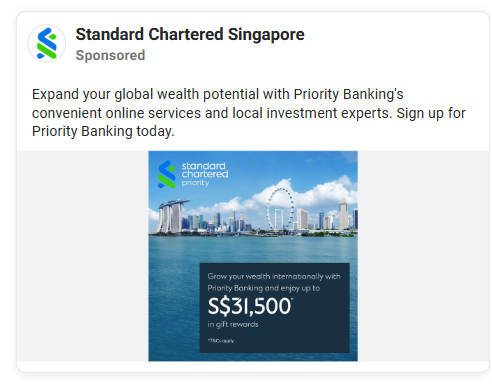 Standard Chartered Singapore
Sponsored
Expand your global wealth potential with Priority Banking's
convenient online services and local investment experts. Sign up for
Priority Banking today.
standard
chartered
priority
Grow your wealth internationally with
Priority Banking and enjoy up to
S$31,500*
in gift rewards
*T&Cs apply